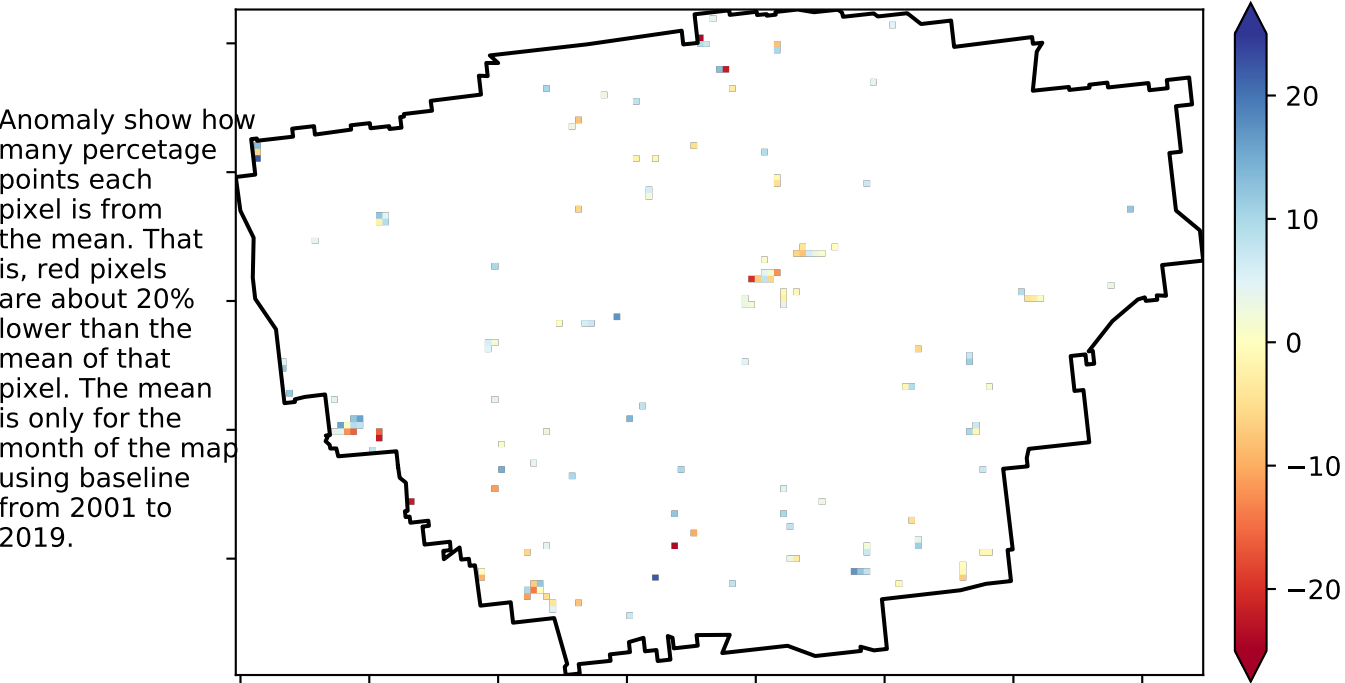 Anomaly show how
many percetage
points each
pixel is from
the mean. That
is, red pixels
are about 20%
lower than the
mean of that
pixel. The mean
is only for the
month of the map
using baseline
from 2001 to
2019.
20
10
0
−10
−20